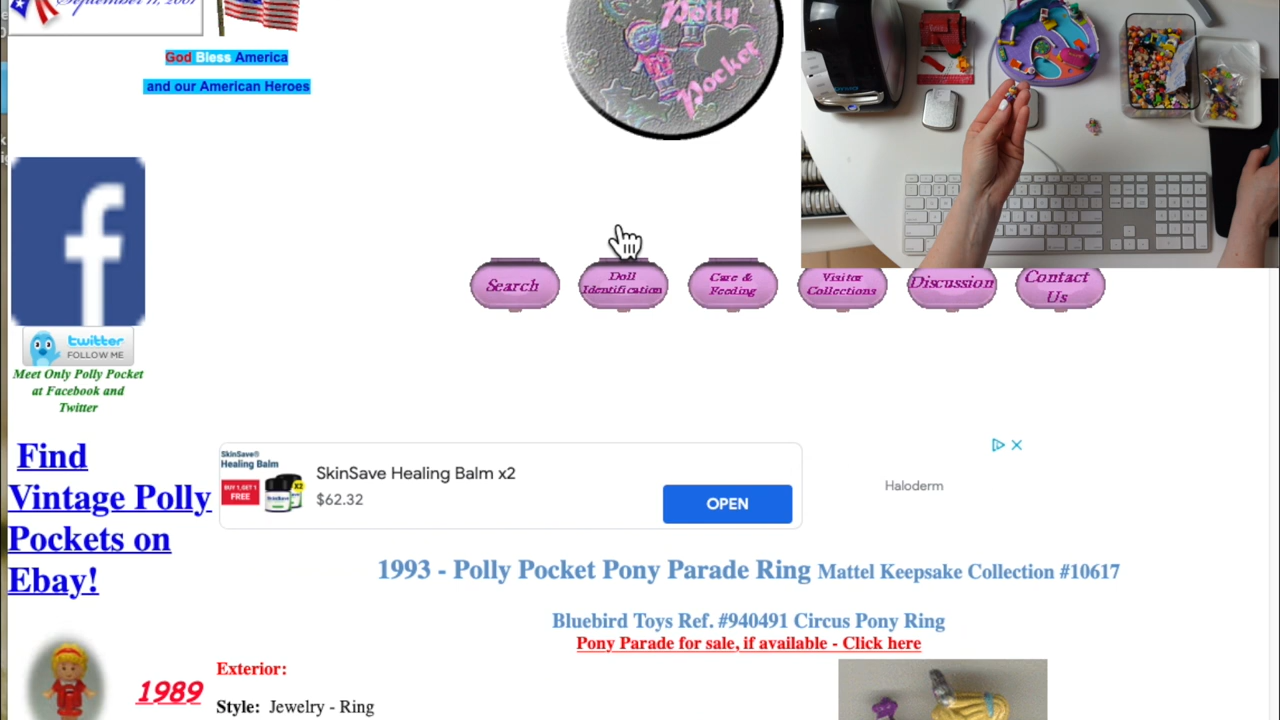 September 11, 2001
God Bless America
and our American Heroes
Polly
Pocket
Search
Doll
Identification
Care &
Feeding
Visitor
Collections
Discussion
Contact
Us
twitter
FOLLOW ME
Meet Only Polly Pocket
at Facebook and
Twitter
Find
Vintage Polly
Pockets on
Ebay!
SkinSave®
Healing Balm
BUY 1, GET 1
FREE
X2
SkinSave Healing Balm x2
$62.32
OPEN
Haloderm
1993 - Polly Pocket Pony Parade Ring Mattel Keepsake Collection #10617
Bluebird Toys Ref. #940491 Circus Pony Ring
Pony Parade for sale, if available - Click here
1989
Exterior:
Style: Jewelry - Ring